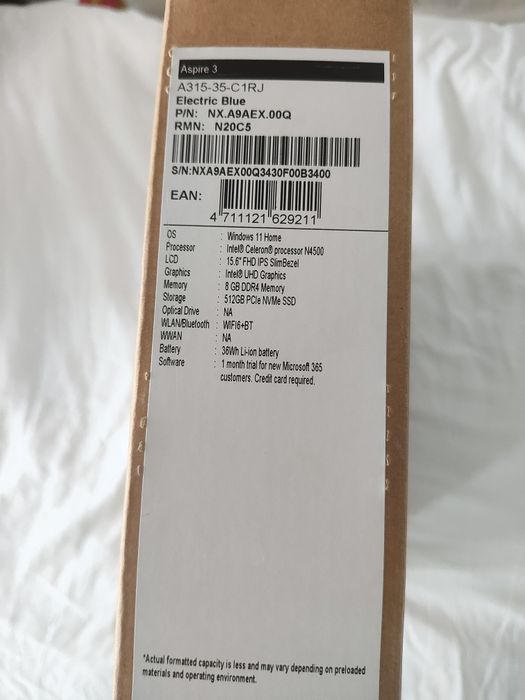 Aspire 3
A315-35-C1RJ
Electric Blue
P/N: NX.A9AEX.00Q
RMN: N20C5
S/N:NXA9AEX00Q3430F00B3400
EAN:
4 711121 629211
OS : Windows 11 Home
Processor : Intel® Celeron® processor N4500
LCD : 15.6" FHD IPS SlimBezel
Graphics : Intel® UHD Graphics
Memory : 8 GB DDR4 Memory
Storage : 512GB PCIe NVMe SSD
Optical Drive : NA
WLAN/Bluetooth : WIFI6+BT
WWAN : NA
Battery : 36Wh Li-ion battery
Software : 1 month trial for new Microsoft 365
customers. Credit card required.
*Actual formatted capacity is less and may vary depending on preloaded
materials and operating environment.